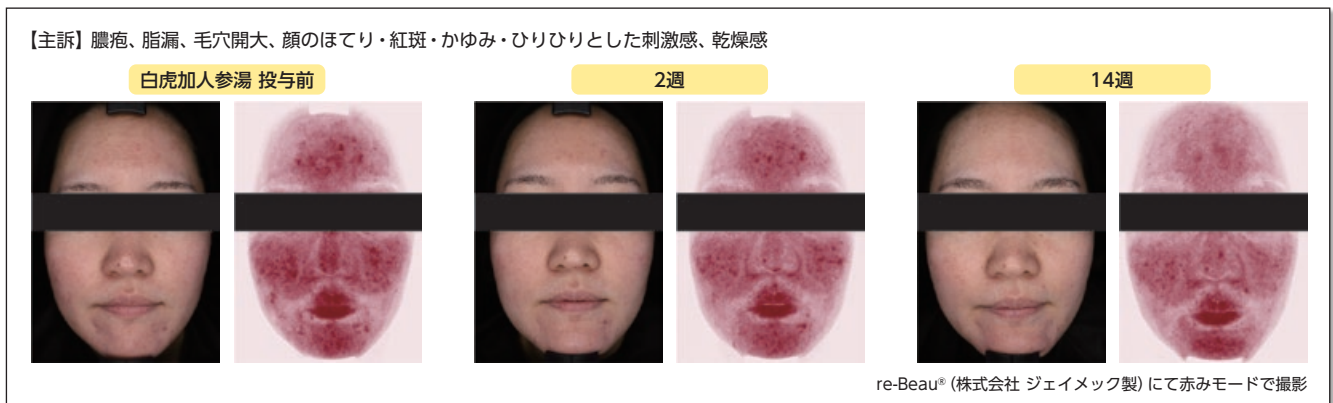 【主訴】膿疱、脂漏、毛穴開大、顔のほてり・紅斑・かゆみ・ひりひりとした刺激感、乾燥感
白虎加人参湯 投与前
2週
14週
re-Beau®(株式会社 ジェイメック製)にて赤みモードで撮影